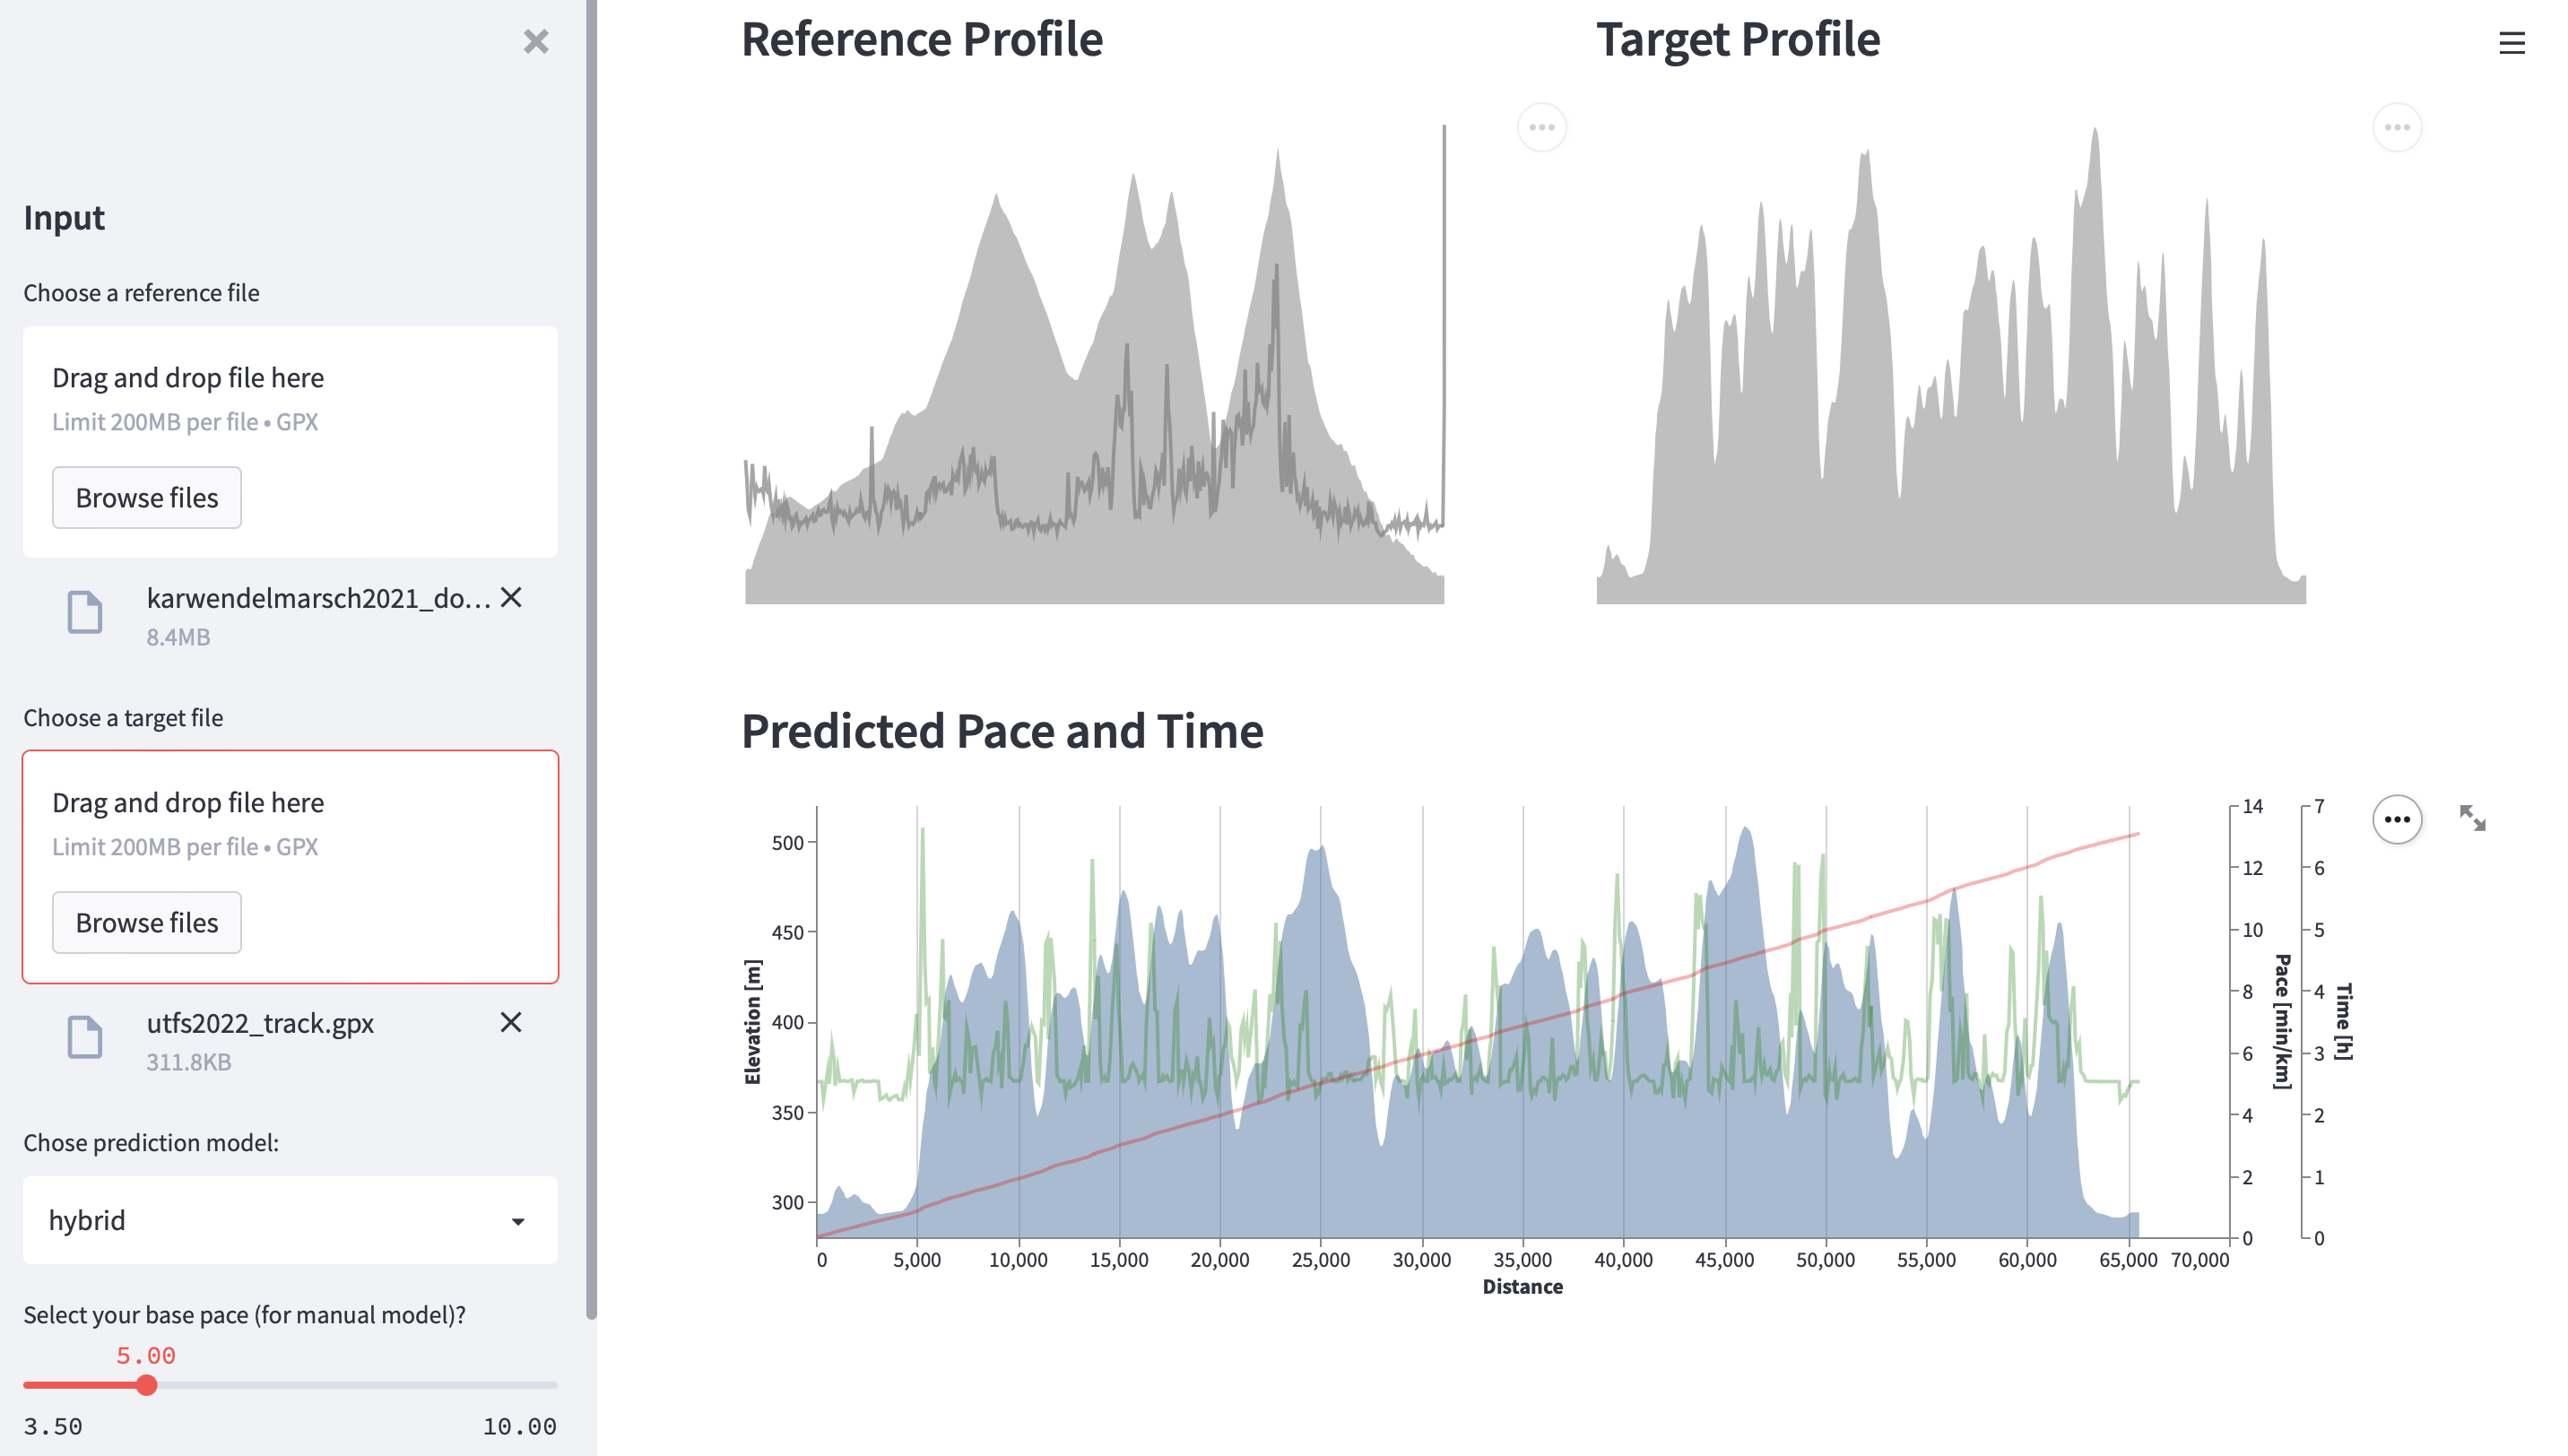 Input
Choose a reference file
Drag and drop file here
Limit 200MB per file • GPX
Browse files
karwendelmarsch2021_do...
8.4MB
Choose a target file
Drag and drop file here
Limit 200MB per file • GPX
Browse files
utfs2022_track.gpx
311.8KB
Chose prediction model:
hybrid
Select your base pace (for manual model)?
5.00
3.50 10.00
Reference Profile
Target Profile
Predicted Pace and Time
500
450
400
350
300
Elevation [m]
0 5,000 10,000 15,000 20,000 25,000 30,000 35,000 40,000 45,000 50,000 55,000 60,000 65,000 70,000
Distance
14
12
10
8
6
4
2
0
Pace [min/km]
7
6
5
4
3
2
1
0
Time [h]